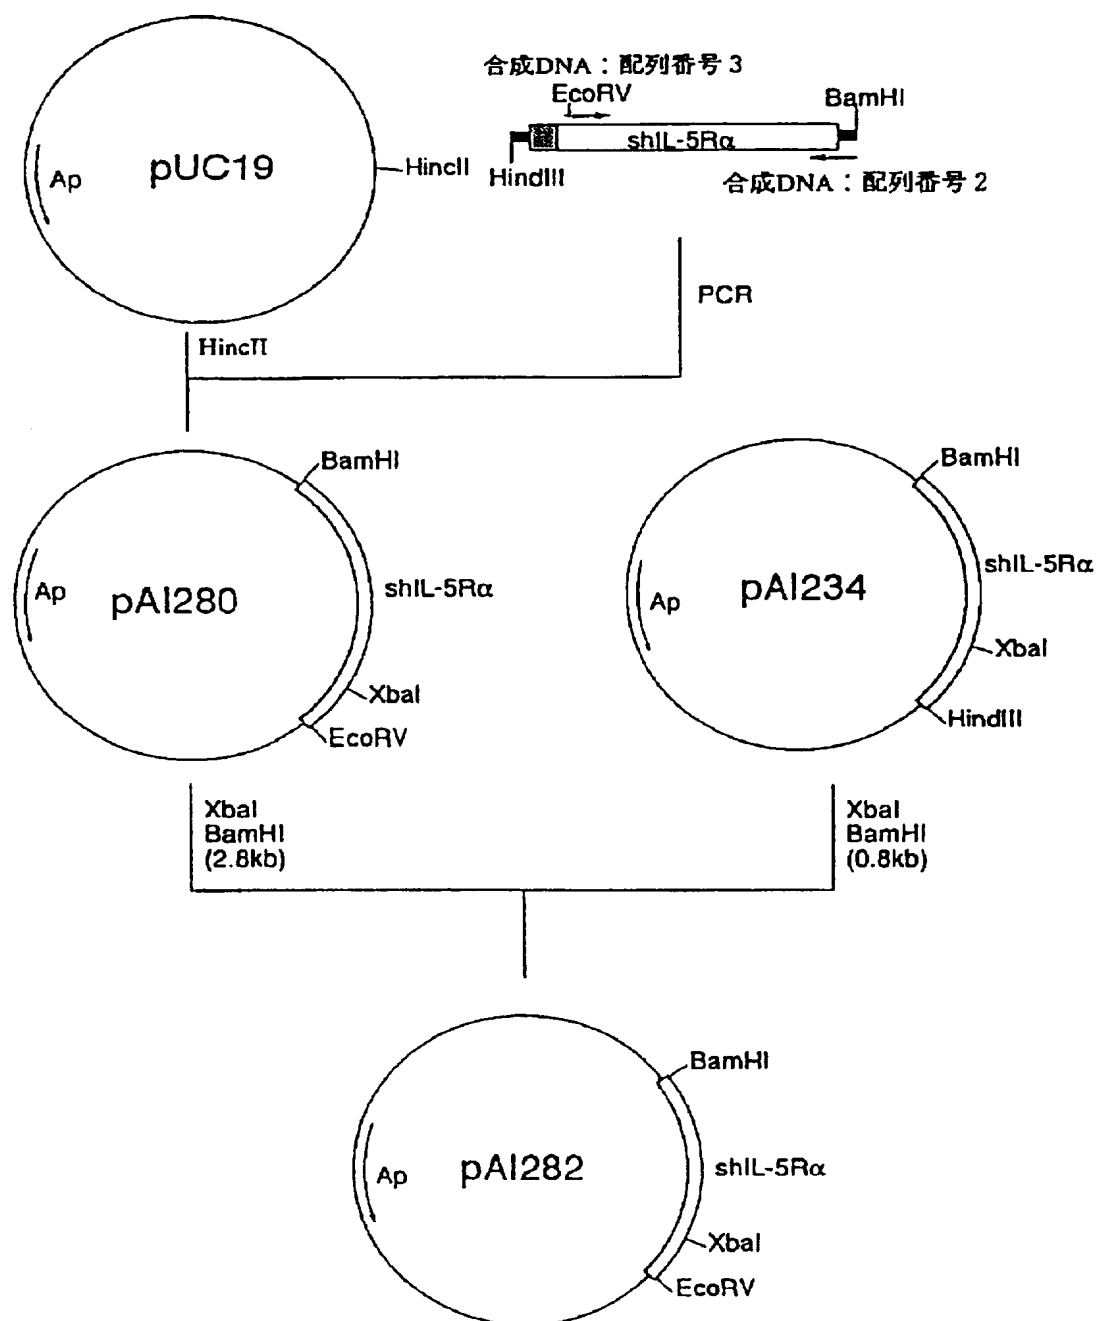 合成DNA：配列番号3
EcoRV
BamHI
shIL-5Rα
HindIII
合成DNA：配列番号2
Ap
pUC19
HincII
PCR
HincII
BamHI
Ap
pAI280
shIL-5Rα
XbaI
EcoRV
BamHI
Ap
pAI234
shIL-5Rα
XbaI
HindIII
XbaI
BamHI
(2.8kb)
XbaI
BamHI
(0.8kb)
BamHI
Ap
pAI282
shIL-5Rα
XbaI
EcoRV